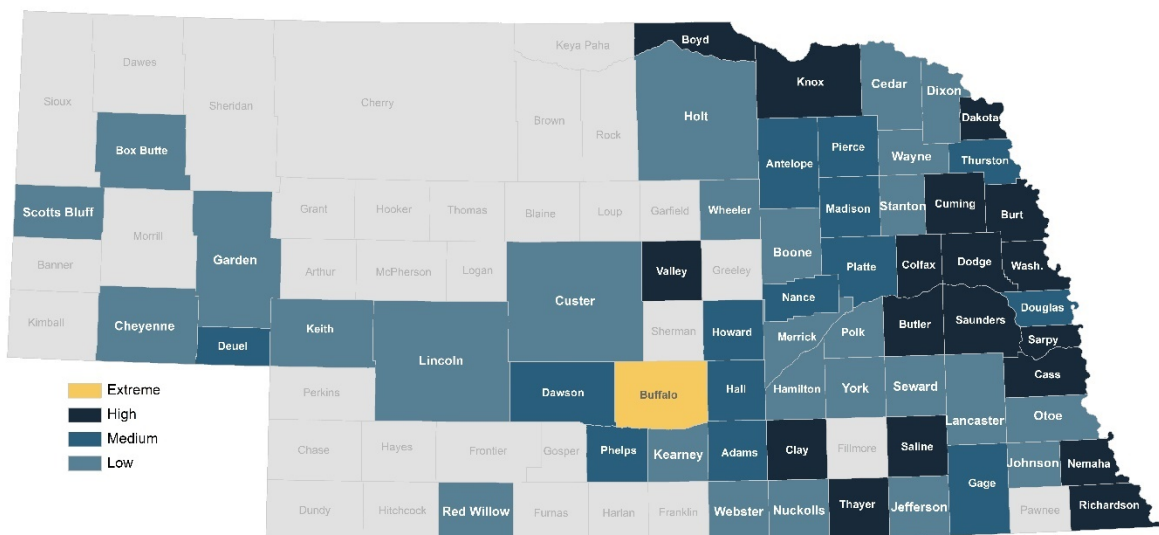 Boyd
Keya Paha
Dawes
Knox
Cedar
Dixon
Sioux
Sheridan
Cherry
Brown
Rock
Holt
Dakota
Box Butte
Antelope
Pierce
Wayne
Thurston
Scotts Bluff
Grant
Hooker
Thomas
Blaine
Loup
Garfield
Wheeler
Madison
Stanton
Cuming
Burt
Morrill
Banner
Garden
Arthur
McPherson
Logan
Valley
Greeley
Boone
Platte
Colfax
Dodge
Wash.
Custer
Nance
Kimball
Cheyenne
Deuel
Keith
Lincoln
Sherman
Howard
Merrick
Polk
Butler
Saunders
Douglas
Sarpy
Extreme
High
Medium
Low
Perkins
Dawson
Buffalo
Hall
Hamilton
York
Seward
Lancaster
Cass
Otoe
Chase
Hayes
Frontier
Gosper
Phelps
Kearney
Adams
Clay
Fillmore
Saline
Gage
Johnson
Nemaha
Dundy
Hitchcock
Red Willow
Furnas
Harlan
Franklin
Webster
Nuckolls
Thayer
Jefferson
Pawnee
Richardson